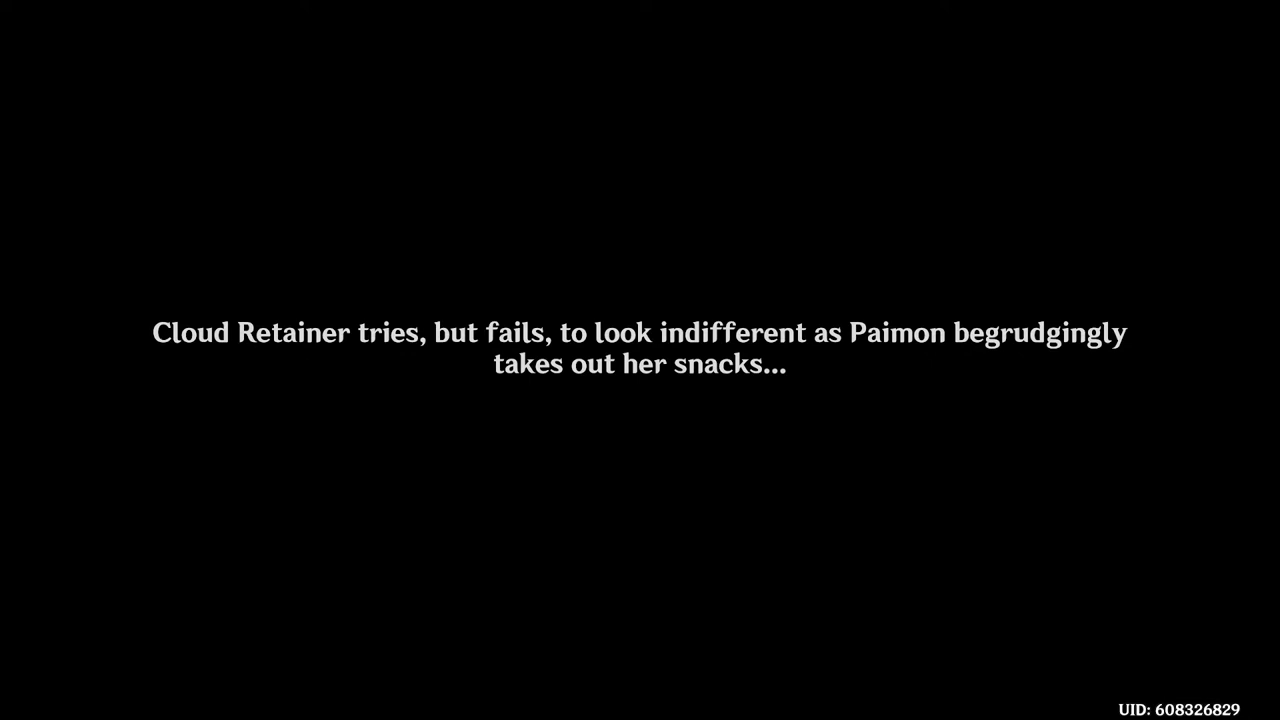 Cloud Retainer tries, but fails, to look indifferent as Paimon begrudgingly
takes out her snacks...
UID: 608326829